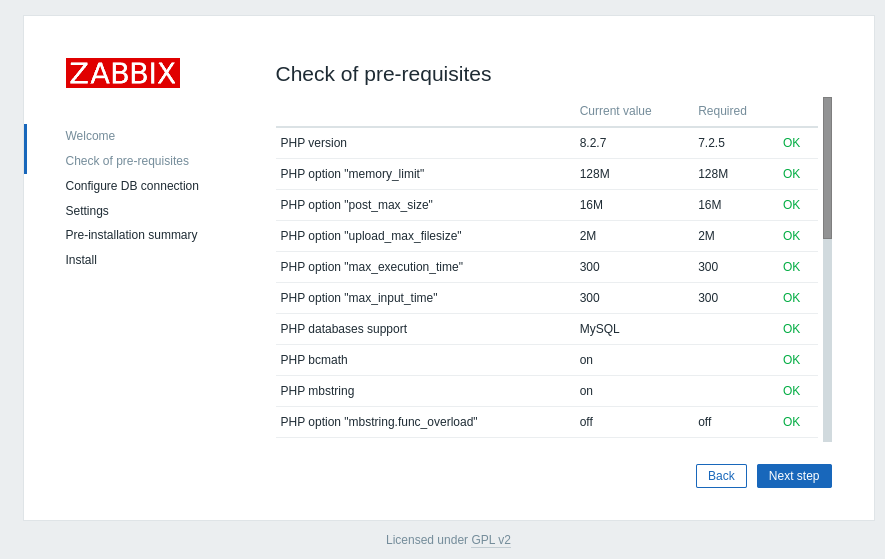 ZABBIX
Welcome
Check of pre-requisites
Configure DB connection
Settings
Pre-installation summary
Install
Check of pre-requisites
Current value Required
PHP version 8.2.7 7.2.5 OK
PHP option "memory_limit" 128M 128M OK
PHP option "post_max_size" 16M 16M OK
PHP option "upload_max_filesize" 2M 2M OK
PHP option "max_execution_time" 300 300 OK
PHP option "max_input_time" 300 300 OK
PHP databases support MySQL OK
PHP bcmath on OK
PHP mbstring on OK
PHP option "mbstring.func_overload" off off OK
Back Next step
Licensed under GPL v2